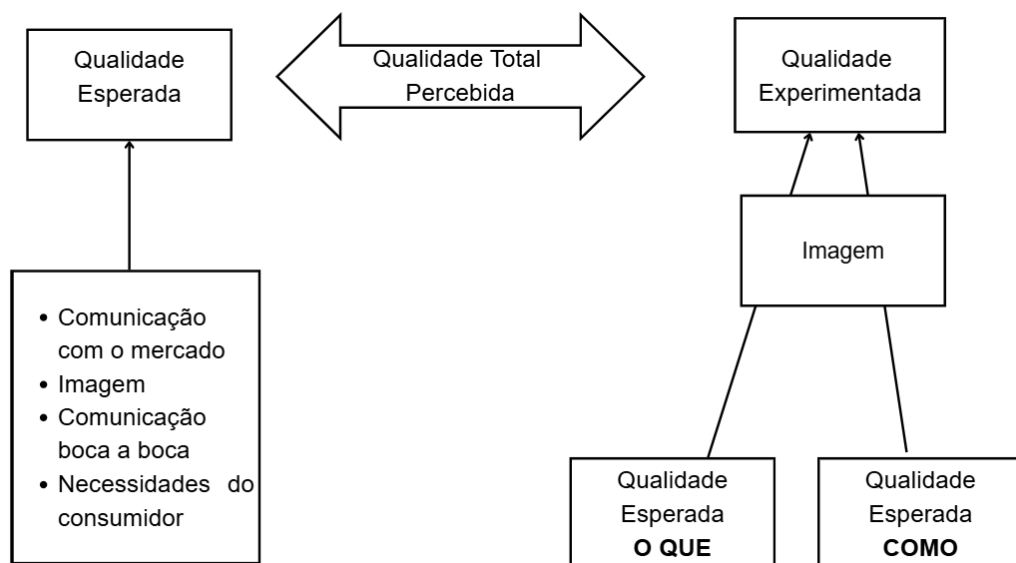 Qualidade
Esperada
Qualidade Total
Percebida
Qualidade
Experimentada
Imagem
• Comunicação
com o mercado
• Imagem
• Comunicação
boca a boca
• Necessidades do
consumidor
Qualidade
Esperada
O QUE
Qualidade
Esperada
COMO